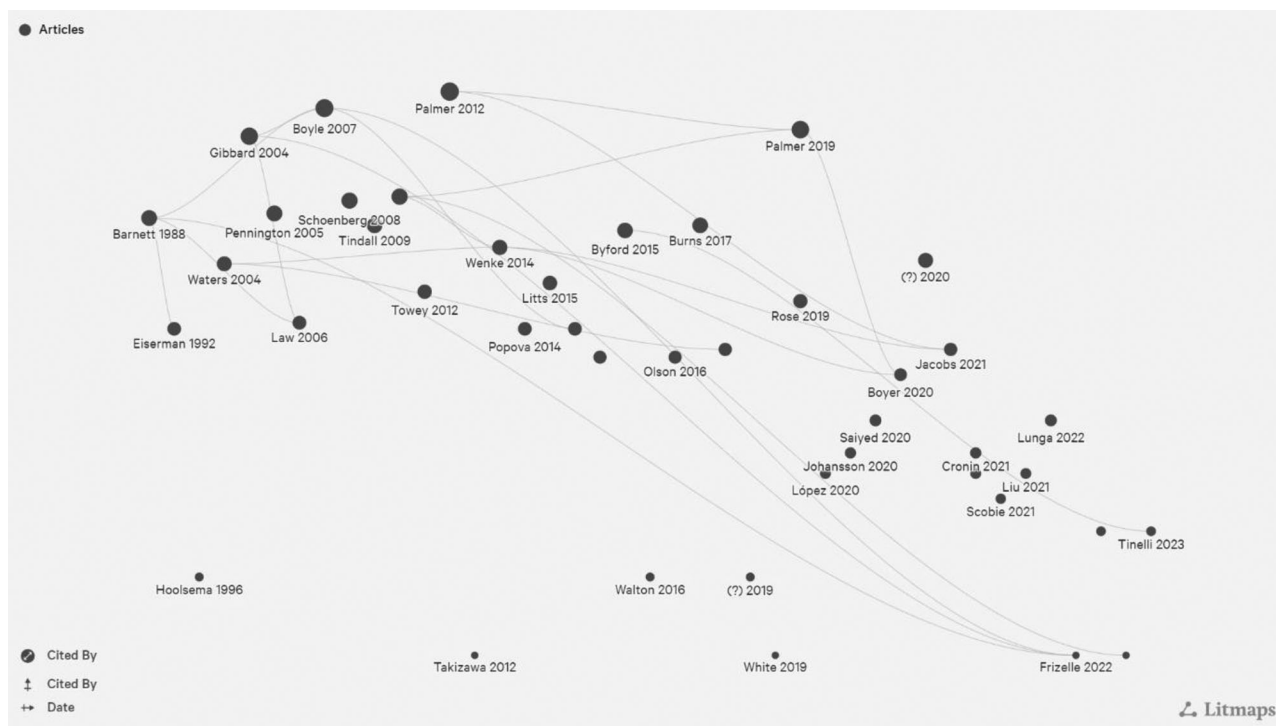 Articles
Palmer 2012
Boyle 2007
Palmer 2019
Gibbard 2004
Schoenberg 2008
Barnett 1988
Pennington 2005
Tindall 2009
Burns 2017
Byford 2015
Wenke 2014
(?) 2020
Waters 2004
Litts 2015
Towey 2012
Rose 2019
Law 2006
Eiserman 1992
Popova 2014
Jacobs 2021
Olson 2016
Boyer 2020
Saiyed 2020
Lunga 2022
Johansson 2020
Cronin 2021
López 2020
Liu 2021
Scobie 2021
Tinelli 2023
Hoolsema 1996
Walton 2016
(?) 2019
Cited By
Takizawa 2012
White 2019
Frizelle 2022
Cited By
Date
Litmaps